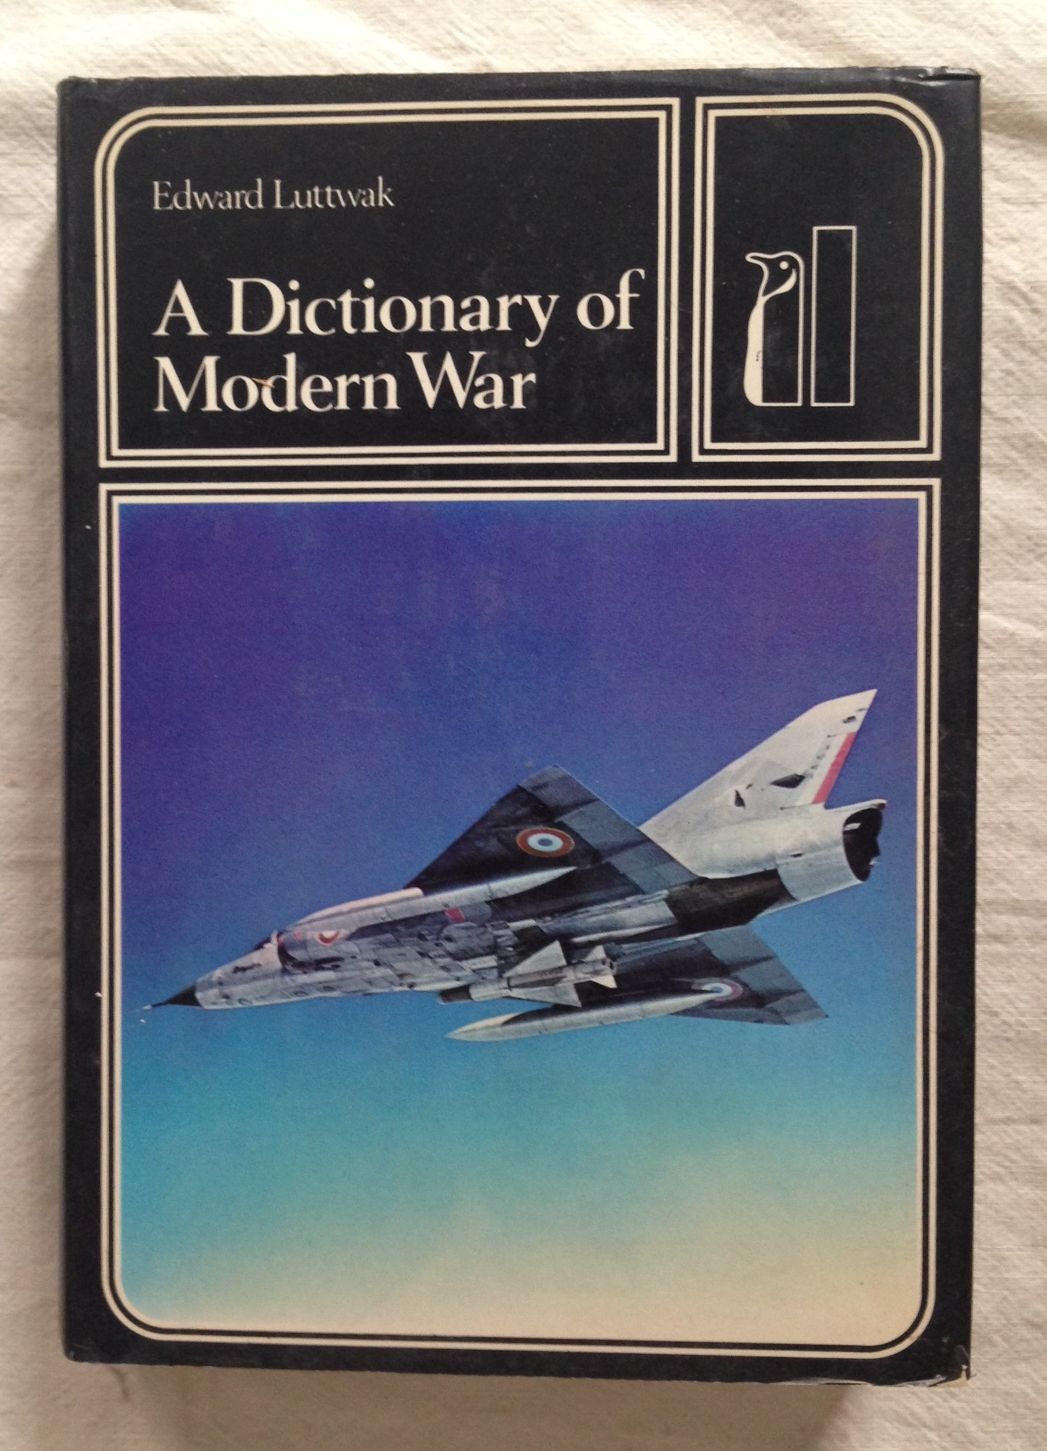 Edward Luttwak
A Dictionary of
Modern War